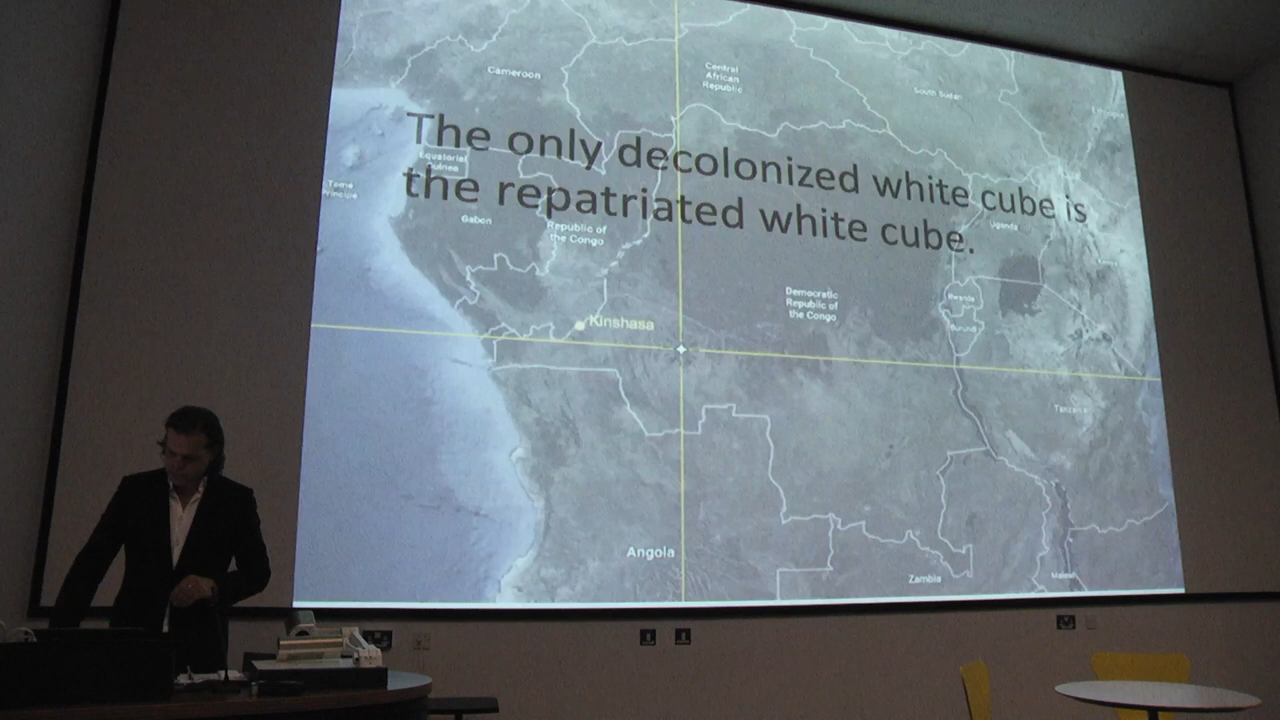 Cameroon
Central
African
Republic
South Sudan
The only decolonized white cube is
the repatriated white cube.
Equatorial
Guinea
Gabon
Republic of
the Congo
Uganda
Democratic
Republic of
the Congo
Rwanda
Burundi
Kinshasa
Tanzania
Angola
Zambia
Malawi